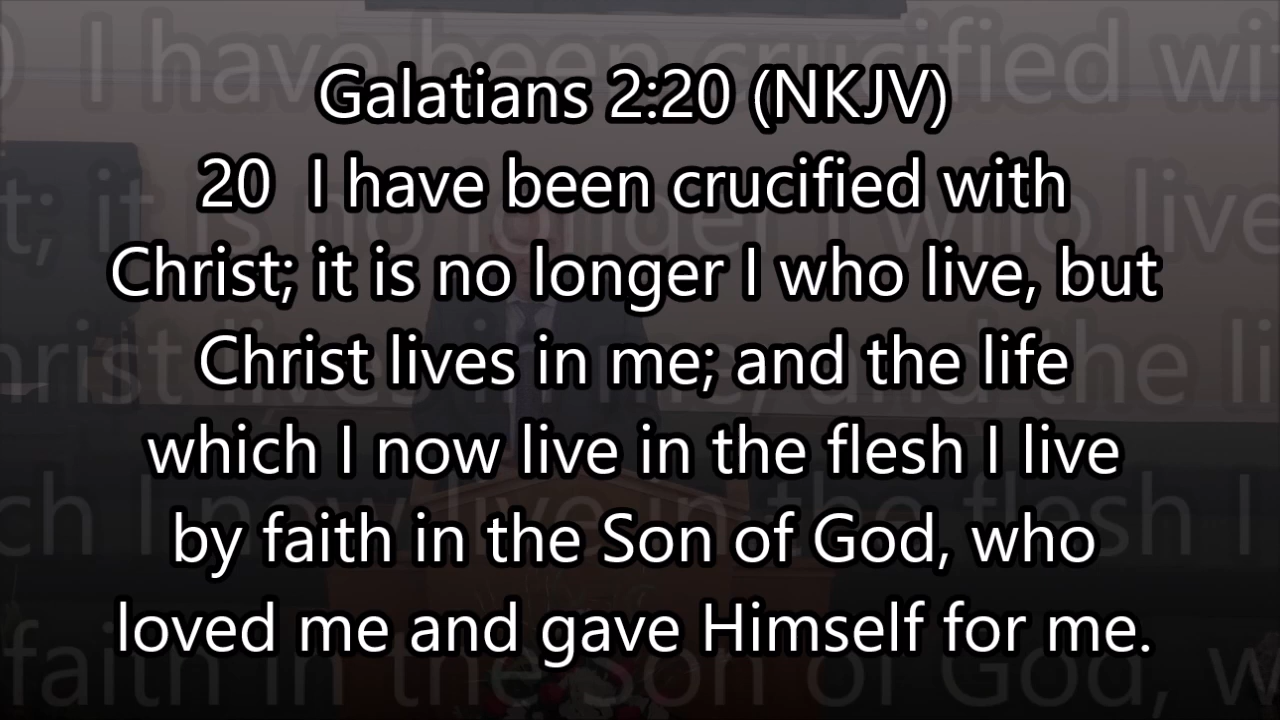 Galatians 2:20 (NKJV)
20  I have been crucified with
Christ; it is no longer I who live, but
Christ lives in me; and the life
which I now live in the flesh I live
by faith in the Son of God, who
loved me and gave Himself for me.